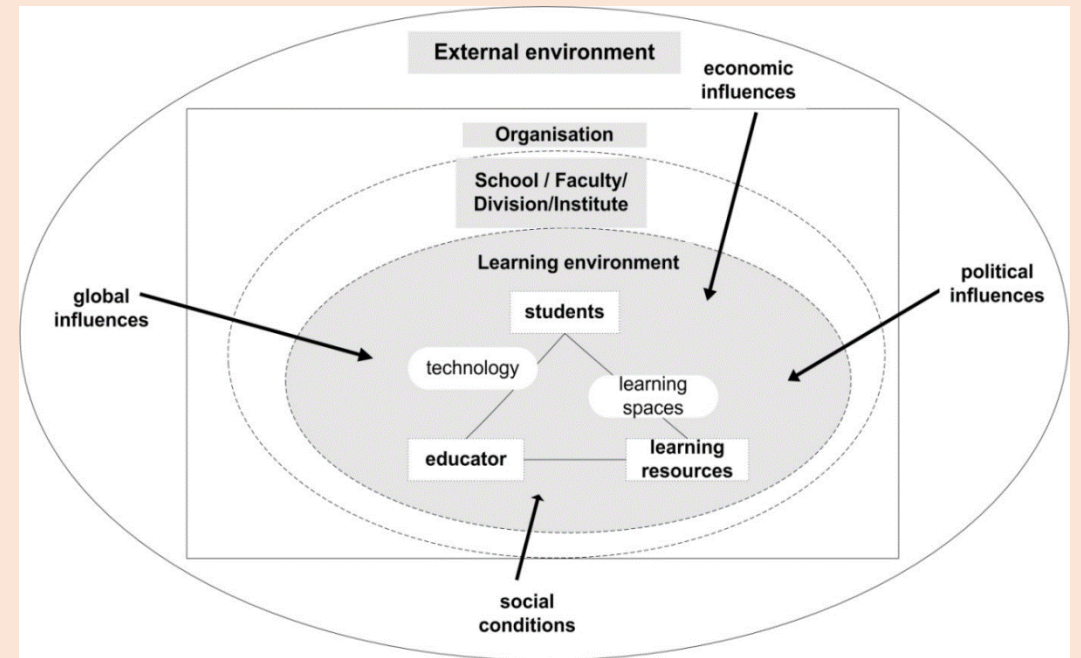 External environment
economic
influences
Organisation
School / Faculty/
Division/Institute
Learning environment
political
influences
global
influences
students
technology
learning
spaces
educator
learning
resources
social
conditions